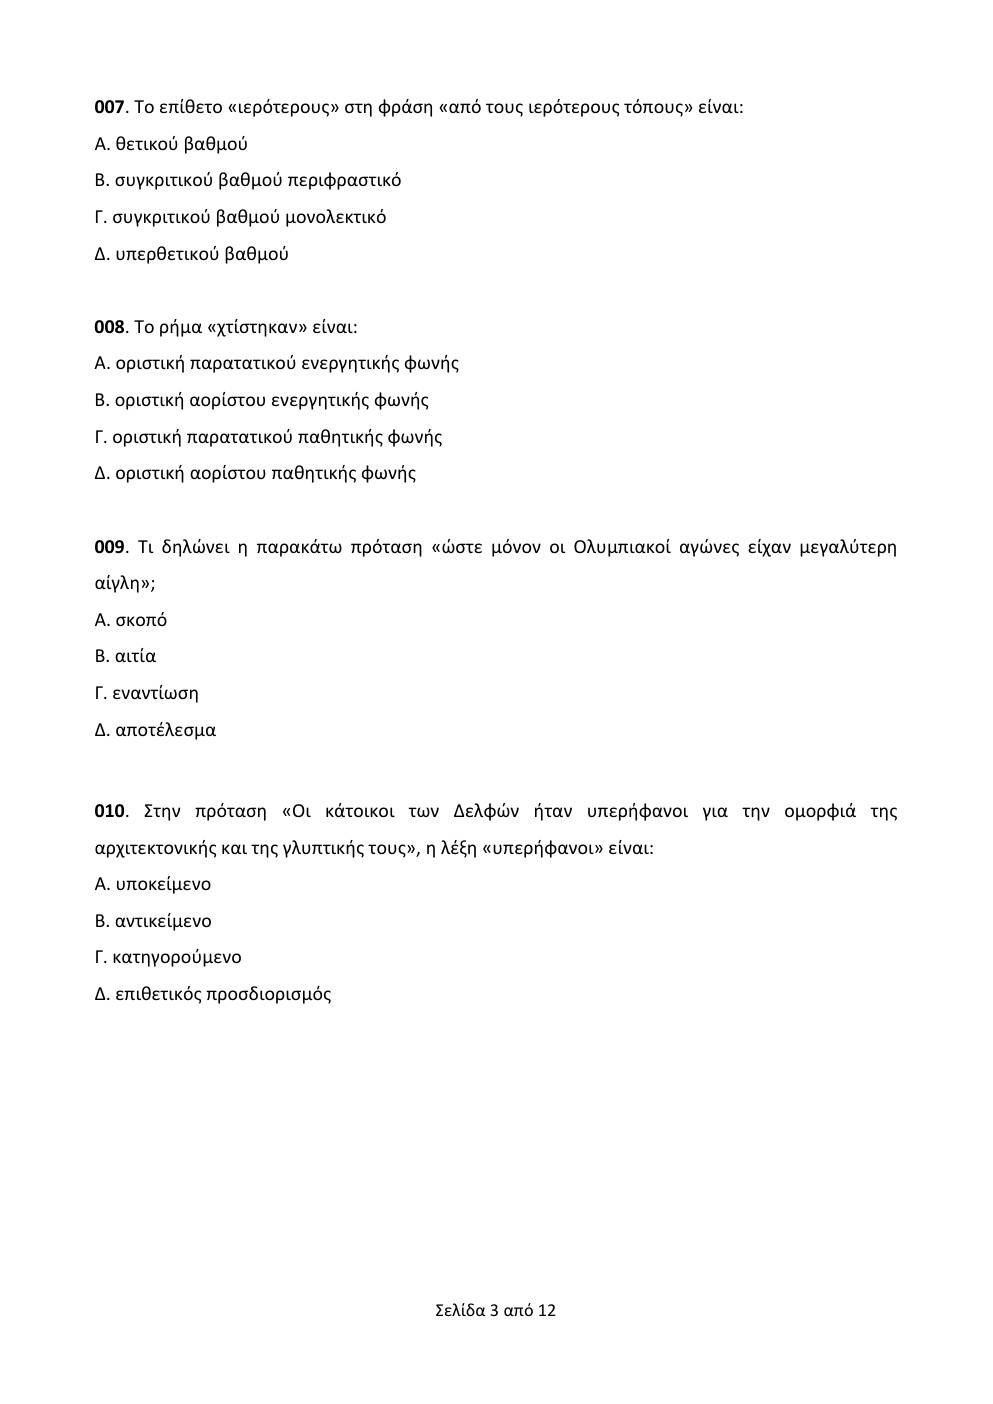 007. Το επίθετο «ιερότερους» στη φράση «από τους ιερότερους τόπους» είναι:
Α. θετικού βαθμού
Β. συγκριτικού βαθμού περιφραστικό
Γ. συγκριτικού βαθμού μονολεκτικό
Δ. υπερθετικού βαθμού
008. Το ρήμα «χτίστηκαν» είναι:
Α. οριστική παρατατικού ενεργητικής φωνής
Β. οριστική αορίστου ενεργητικής φωνής
Γ. οριστική παρατατικού παθητικής φωνής
Δ. οριστική αορίστου παθητικής φωνής
009. Τι δηλώνει η παρακάτω πρόταση «ώστε μόνον οι Ολυμπιακοί αγώνες είχαν μεγαλύτερη
αίγλη»;
Α. σκοπό
Β. αιτία
Γ. εναντίωση
Δ. αποτέλεσμα
010. Στην πρόταση «Οι κάτοικοι των Δελφών ήταν υπερήφανοι για την ομορφιά της
αρχιτεκτονικής και της γλυπτικής τους», η λέξη «υπερήφανοι» είναι:
Α. υποκείμενο
Β. αντικείμενο
Γ. κατηγορούμενο
Δ. επιθετικός προσδιορισμός
Σελίδα 3 από 12